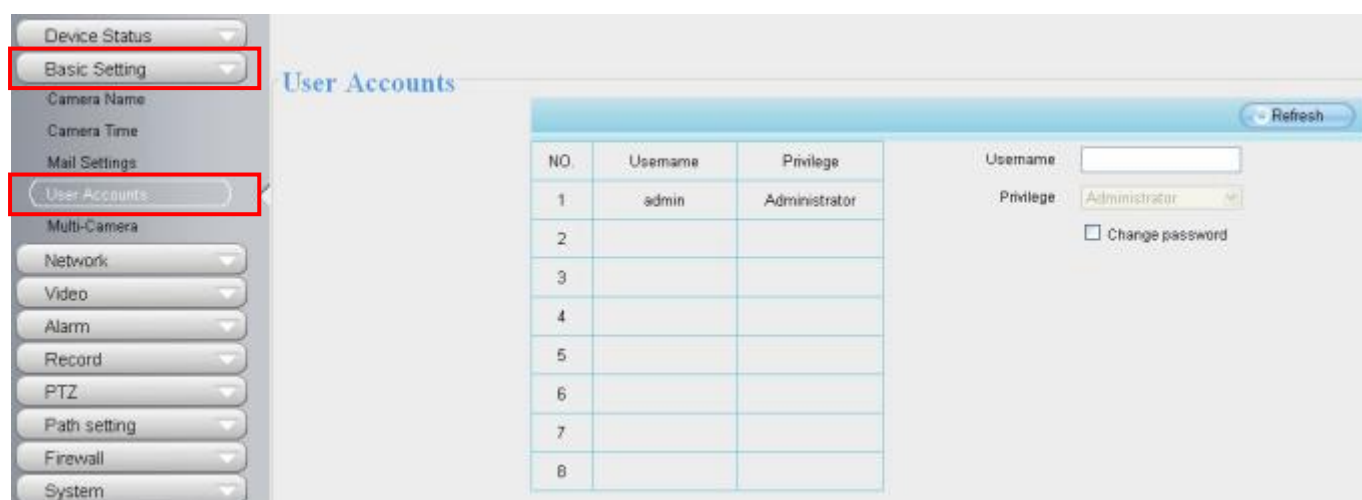 Device Status
Basic Setting
Camera Name
Camera Time
Mail Settings
User Accounts
Multi-Camera
Network
Video
Alarm
Record
PTZ
Path setting
Firewall
System
User Accounts
Refresh
NO. Username Privilege
1 admin Administrator
2
3
4
5
6
7
8
Username
Privilege Administrator
Change password